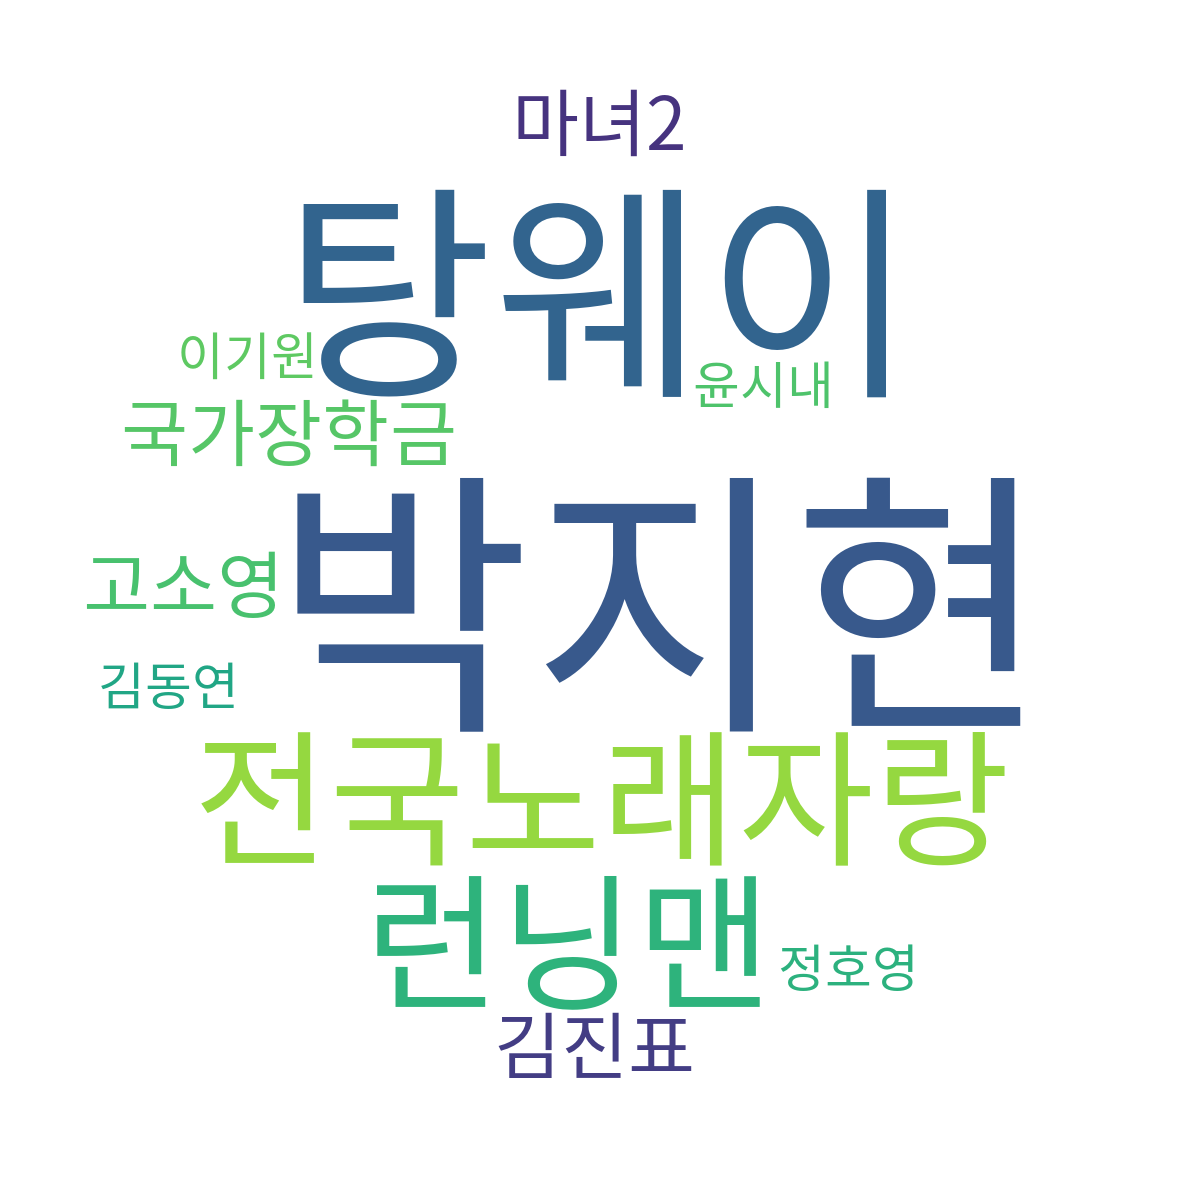 마녀2
탕웨이
이기원
윤시내
국가장학금
박지현
고소영
김동연
전국노래자랑
런닝맨
정호영
김진표